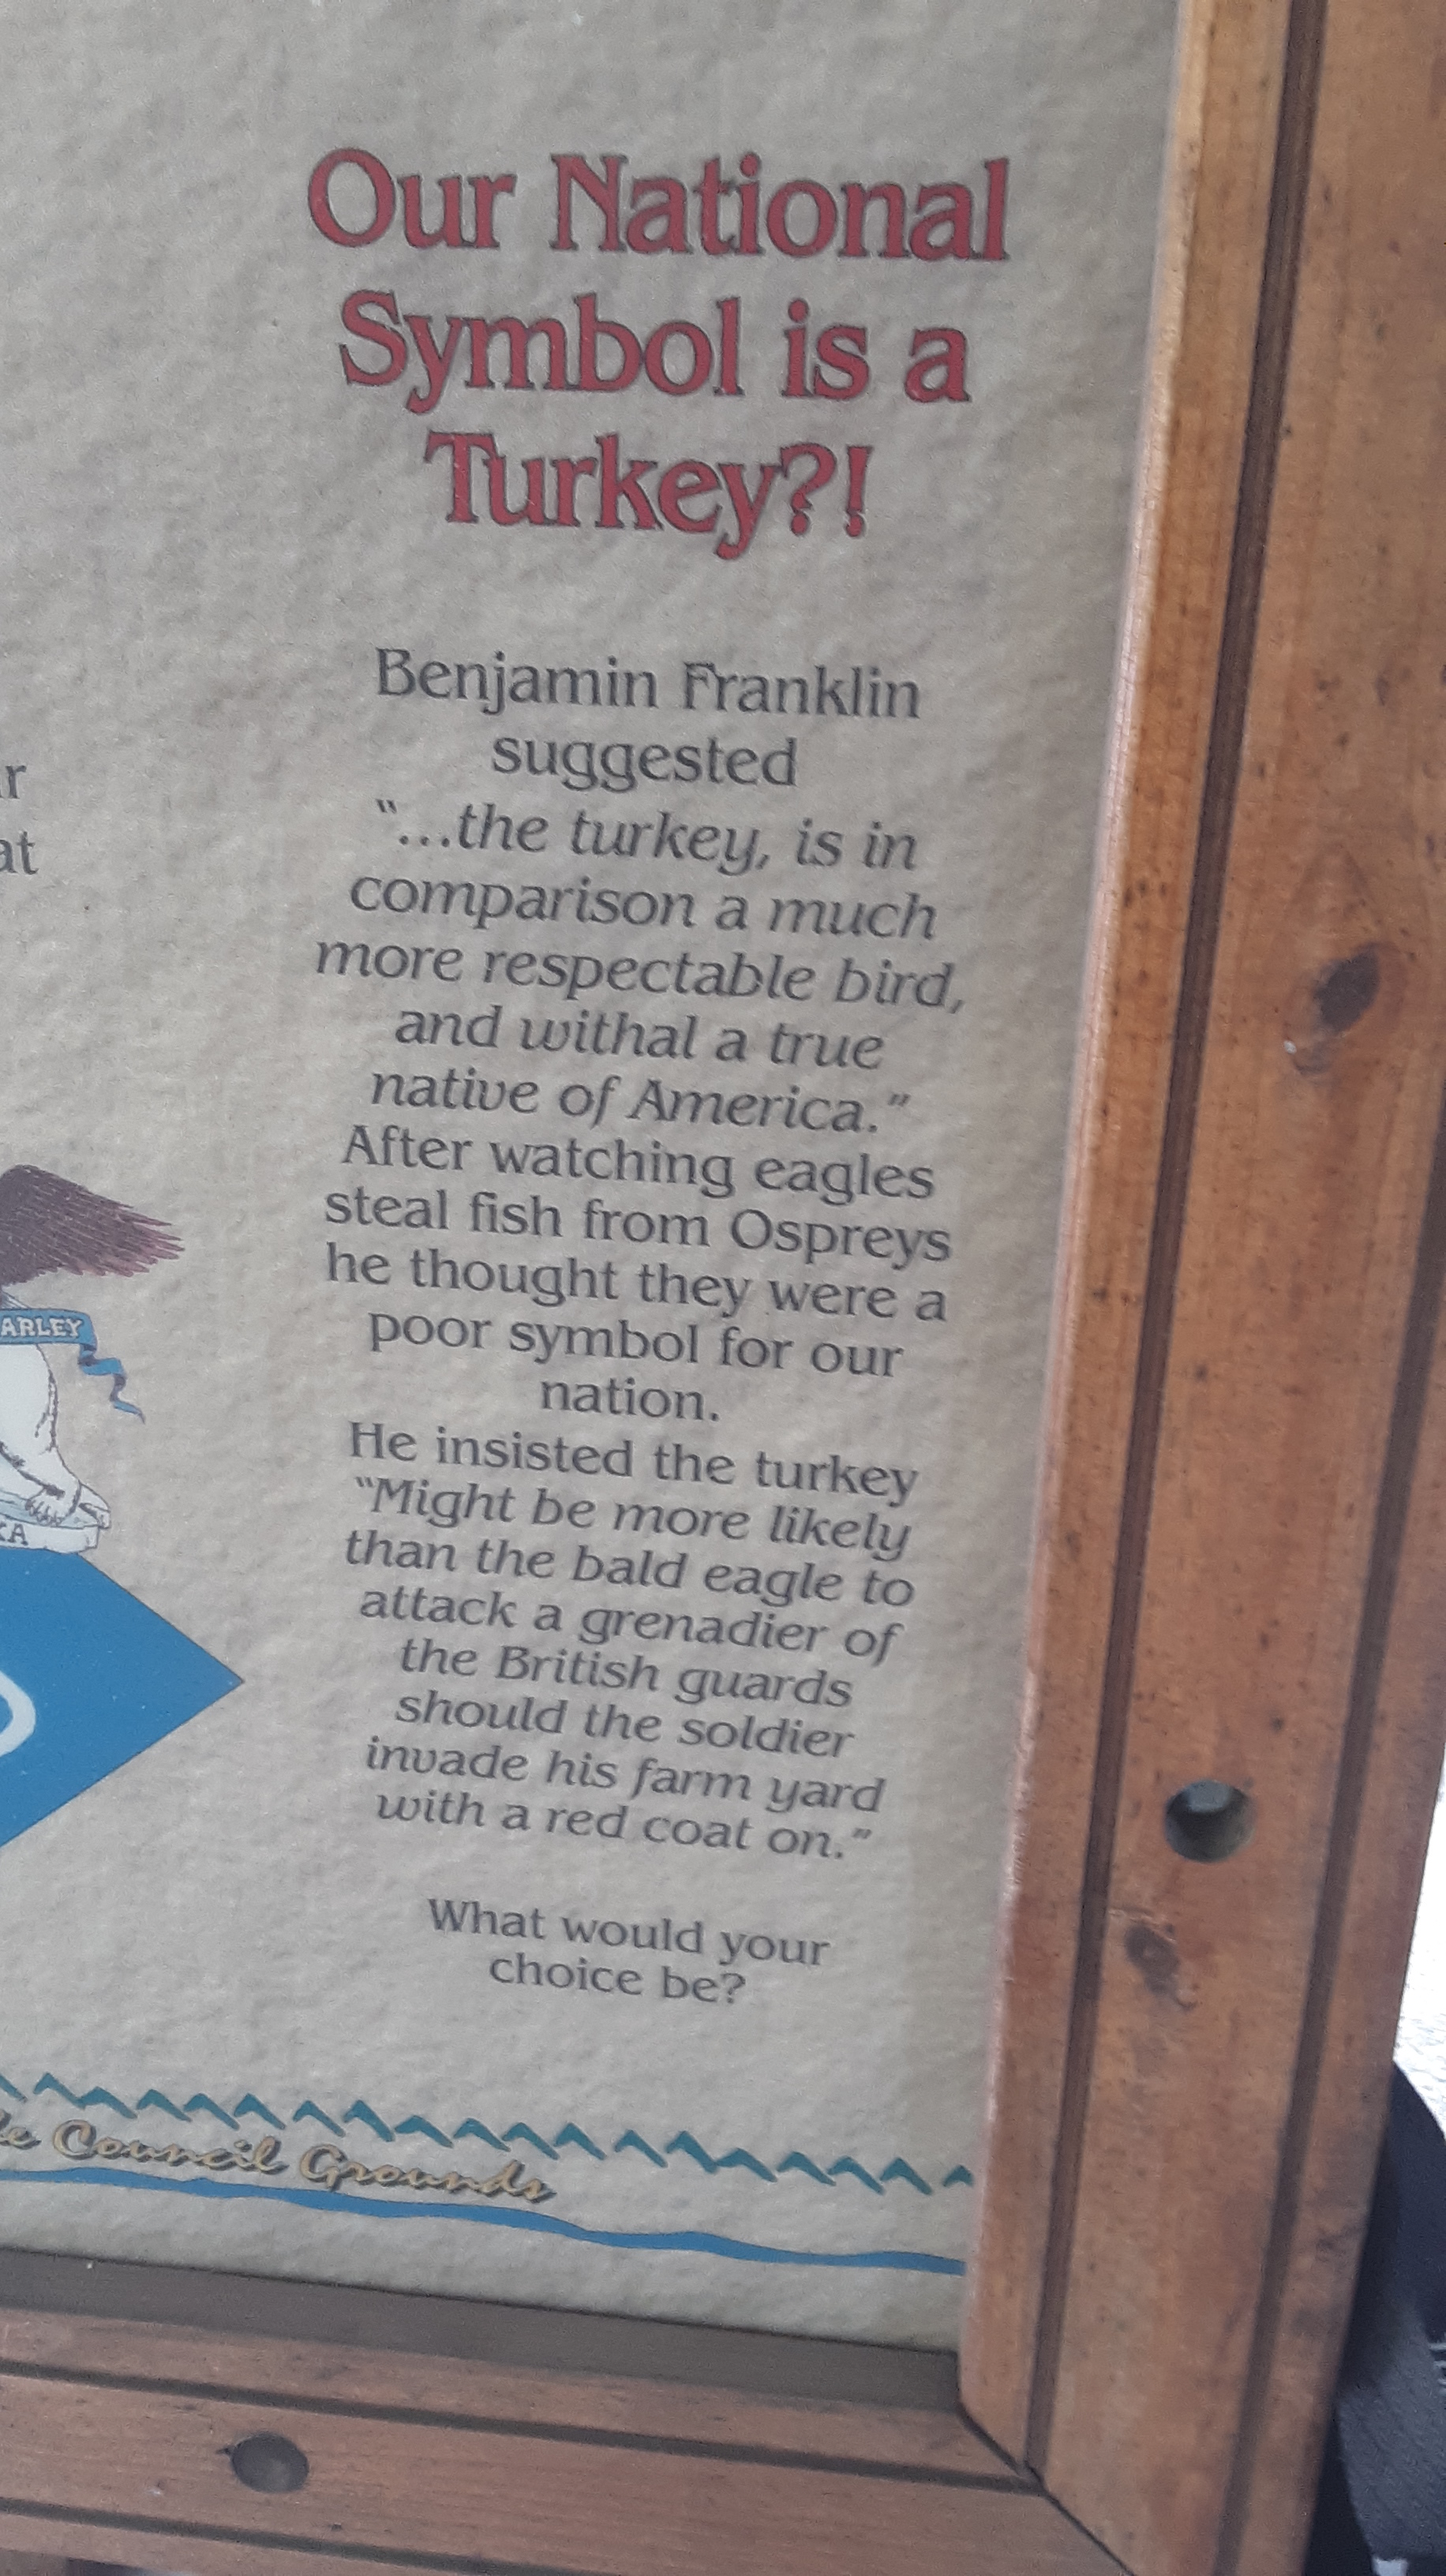 Our National
Symbol is a
Turkey?!
Benjamin Franklin
suggested
"...the turkey, is in
comparison a much
more respectable bird,
and withal a true
native of America."
After watching eagles
steal fish from Ospreys
he thought they were a
poor symbol for our
nation.
He insisted the turkey
"Might be more likely
than the bald eagle to
attack a grenadier of
the British guards
should the soldier
invade his farm yard
with a red coat on."
What would your
choice be?
r
at
ARLEY
KA
Council Grounds